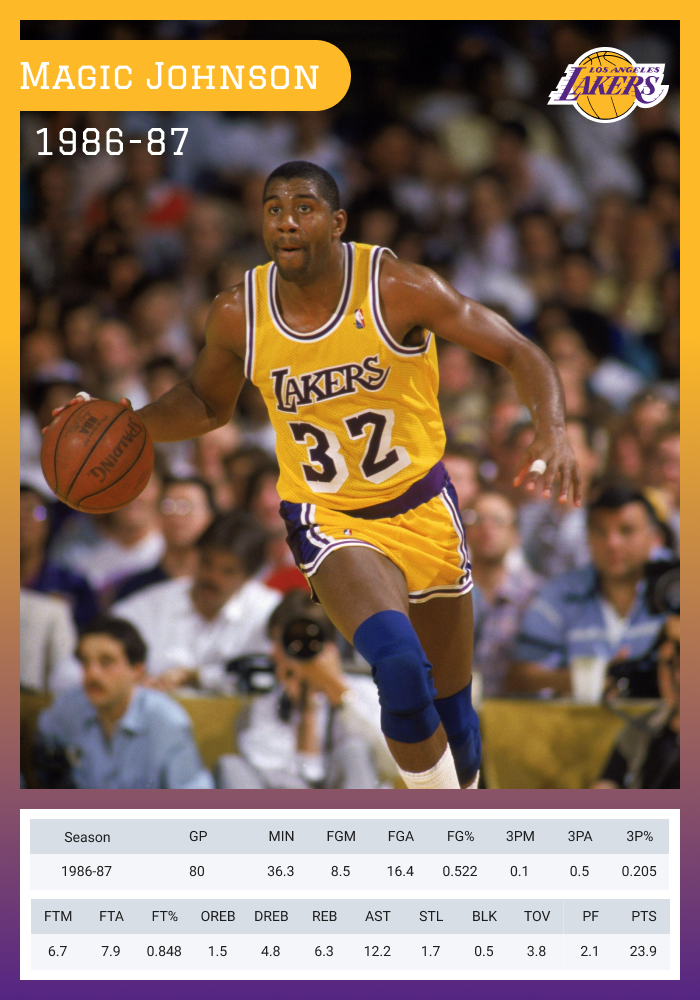 Magic Johnson
LOS ANGELES
LAKERS
1986-87
LAKERS
32
SPALDING
NBA
Season GP MIN FGM FGA FG% 3PM 3PA 3P%
1986-87 80 36.3 8.5 16.4 0.522 0.1 0.5 0.205
FTM FTA FT% OREB DREB REB AST STL BLK TOV PF PTS
6.7 7.9 0.848 1.5 4.8 6.3 12.2 1.7 0.5 3.8 2.1 23.9